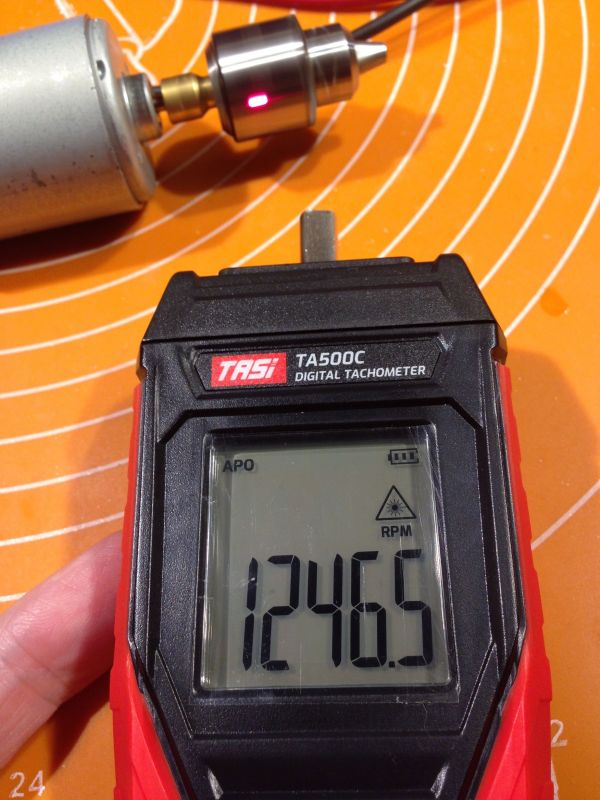 TASI TA500C
DIGITAL TACHOMETER
APO
RPM
1246.5
24
2